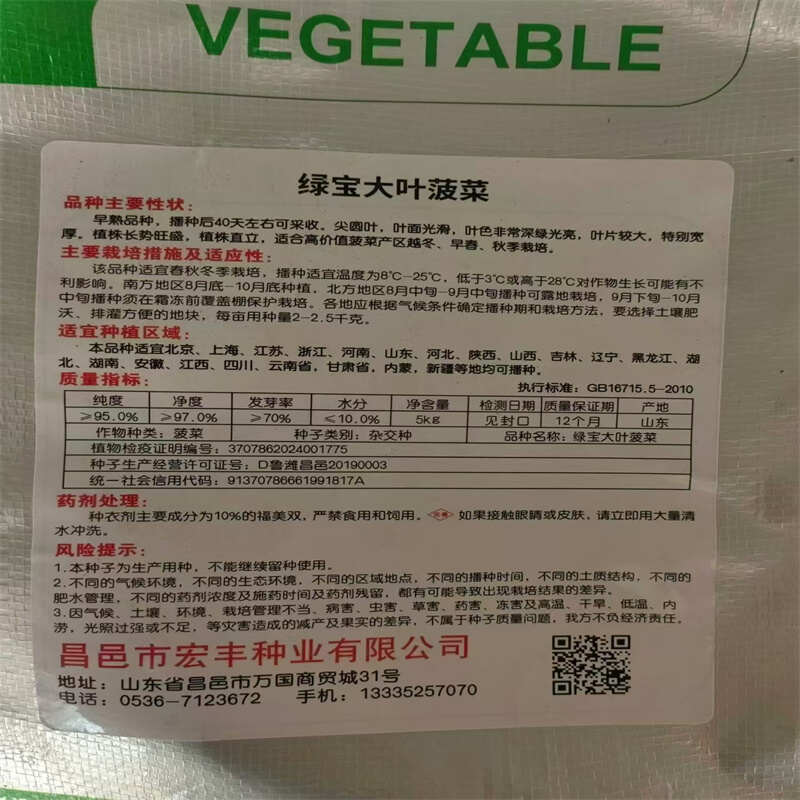 VEGETABLE
绿宝大叶菠菜
品种主要性状：
早熟品种，播种后40天左右可采收。尖圆叶，叶面光滑，叶色非常深绿光亮，叶片较大，特别宽
厚。植株长势旺盛，植株直立，适合高价值菠菜产区越冬、早春、秋季栽培。
主要栽培措施及适应性：
该品种适宜春秋冬季栽培，播种适宜温度为8℃-25℃，低于3℃或高于28℃对作物生长可能有不
利影响。南方地区8月底-10月底种植，北方地区8月中旬-9月中旬播种可露地栽培，9月下旬-10月
中旬播种须在霜冻前覆盖棚保护栽培。各地应根据气候条件确定播种期和栽培方法，要选择土壤肥
沃、排灌方便的地块，每亩用种量2-2.5千克。
适宜种植区域：
本品种适宜北京、上海、江苏、浙江、河南、山东、河北、陕西、山西、吉林、辽宁、黑龙江、湖
北、湖南、安徽、江西、四川、云南省，甘肃省，内蒙，新疆等地均可播种。
质量指标： 执行标准：GB16715.5-2010
纯度 净度 发芽率 水分 净含量 检测日期 质量保证期 产地
≥95.0% ≥97.0% ≥70% ≤10.0% 5kg 见封口 12个月 山东
作物种类：菠菜 种子类别：杂交种 品种名称：绿宝大叶菠菜
植物检疫证明编号：3707862024001775
种子生产经营许可证号：D鲁潍昌邑20190003
统一社会信用代码：91370786661991817A
药剂处理：
种衣剂主要成分为10%的福美双，严禁食用和饲用。 如果接触眼睛或皮肤，请立即用大量清
水冲洗。
风险提示：
1.本种子为生产用种，不能继续留种使用。
2.不同的气候环境，不同的生态环境，不同的区域地点，不同的播种时间，不同的土质结构，不同的
肥水管理，不同的药剂浓度及施药时间及药剂残留，都有可能导致出现栽培结果的差异。
3.因气候、土壤、环境、栽培管理不当、病害、虫害、草害、药害、冻害及高温、干旱、低温、内
涝，光照过强或不足，等灾害造成的减产及果实的差异，不属于种子质量问题，我方不负经济责任。
昌邑市宏丰种业有限公司
地址：山东省昌邑市万国商贸城31号
电话：0536-7123672 手机：13335257070